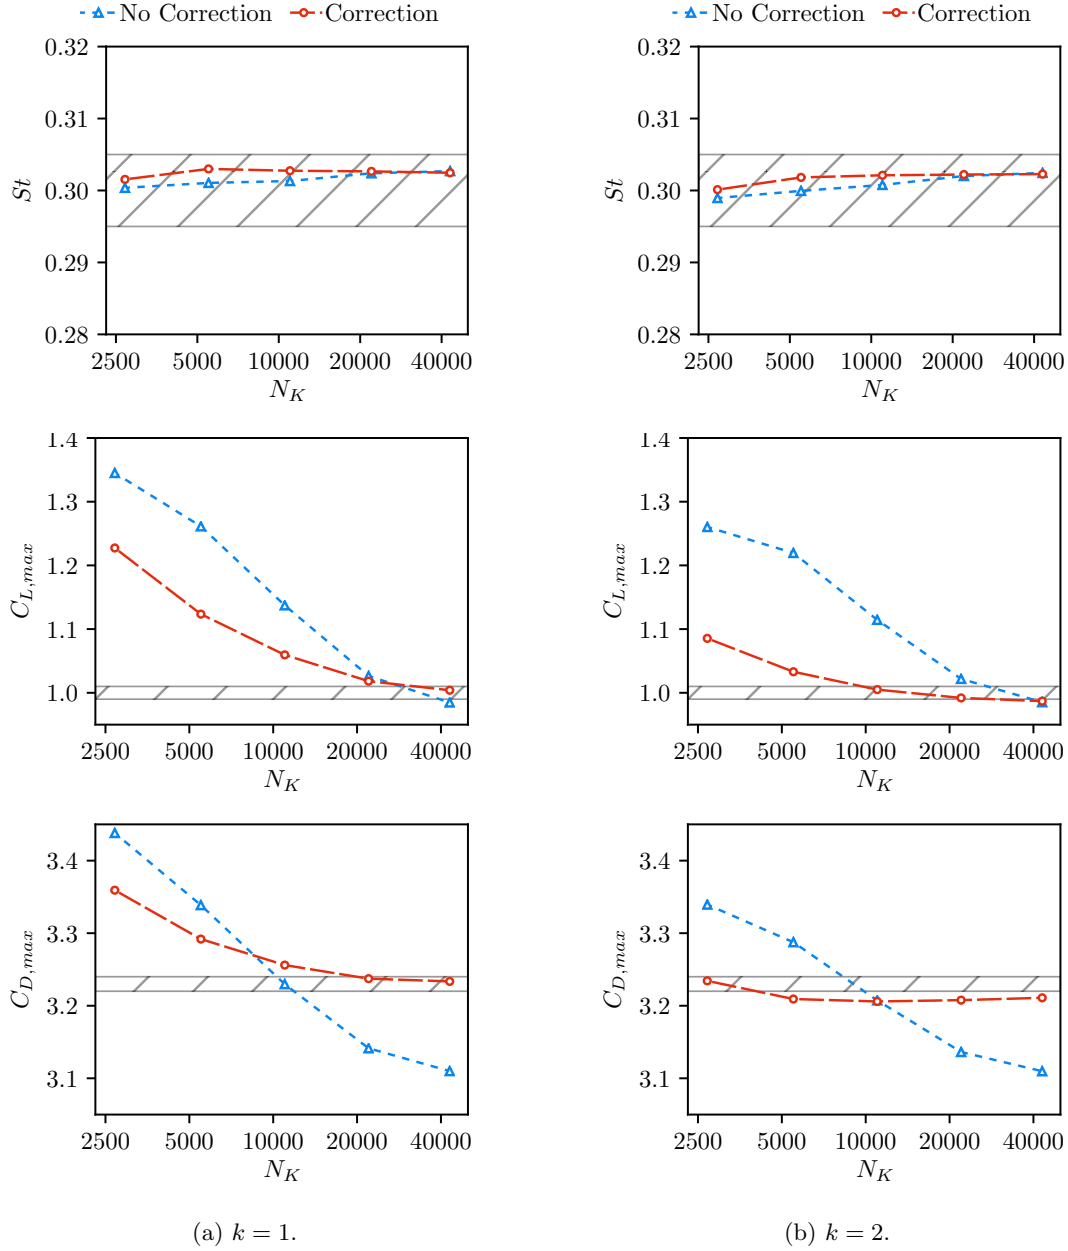 No Correction Correction
No Correction Correction
0.32
0.31
0.30
0.29
0.28
St
2500 5000 10000 20000 40000
N_K
0.32
0.31
0.30
0.29
0.28
St
2500 5000 10000 20000 40000
N_K
1.4
1.3
1.2
1.1
1.0
C_{L,max}
2500 5000 10000 20000 40000
N_K
1.4
1.3
1.2
1.1
1.0
C_{L,max}
2500 5000 10000 20000 40000
N_K
3.4
3.3
3.2
3.1
C_{D,max}
2500 5000 10000 20000 40000
N_K
3.4
3.3
3.2
3.1
C_{D,max}
2500 5000 10000 20000 40000
N_K
(a) k = 1.
(b) k = 2.